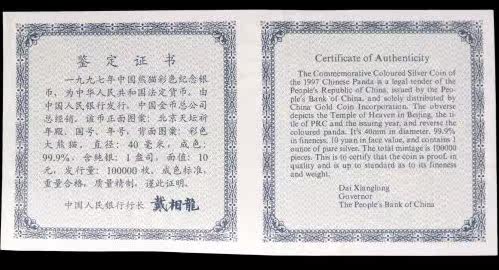 鉴定证书
一九九七年中国熊猫彩色纪念银
币，为中华人民共和国法定货币。由
中国人民银行发行，中国金币总公司
总经销。该币正面图案：北京天坛祈
年殿、国号、年号，背面图案：彩色
大熊猫。直径：40毫米，成色：
99.9%，含纯银：1盎司，面值：10
元，发行量：100000枚。成色标准，
重量合格，质量精制，谨此证明。
中国人民银行行长 戴相龍
Certificate of Authenticity
The Commemorative Coloured Silver Coin of
the 1997 Chinese Panda is a legal tender of the
People's Republic of China, issued by the Peo-
ple's Bank of China, and solely distributed by
China Gold Coin Incorporation. The obverse
depicts the Temple of Heaven in Beijing, the ti-
tle of PRC and the issuing year, and reverse the
coloured panda. It's 40mm in diameter, 99.9%
in fineness, 10 yuan in face value, and contains 1
ounce of pure silver. The total mintage is 100000
pieces. This is to certify that the coin is proof, in
quality and is up to standard as to its fineness
and weight.
Dai Xianglong
Governor
The People's Bank of China